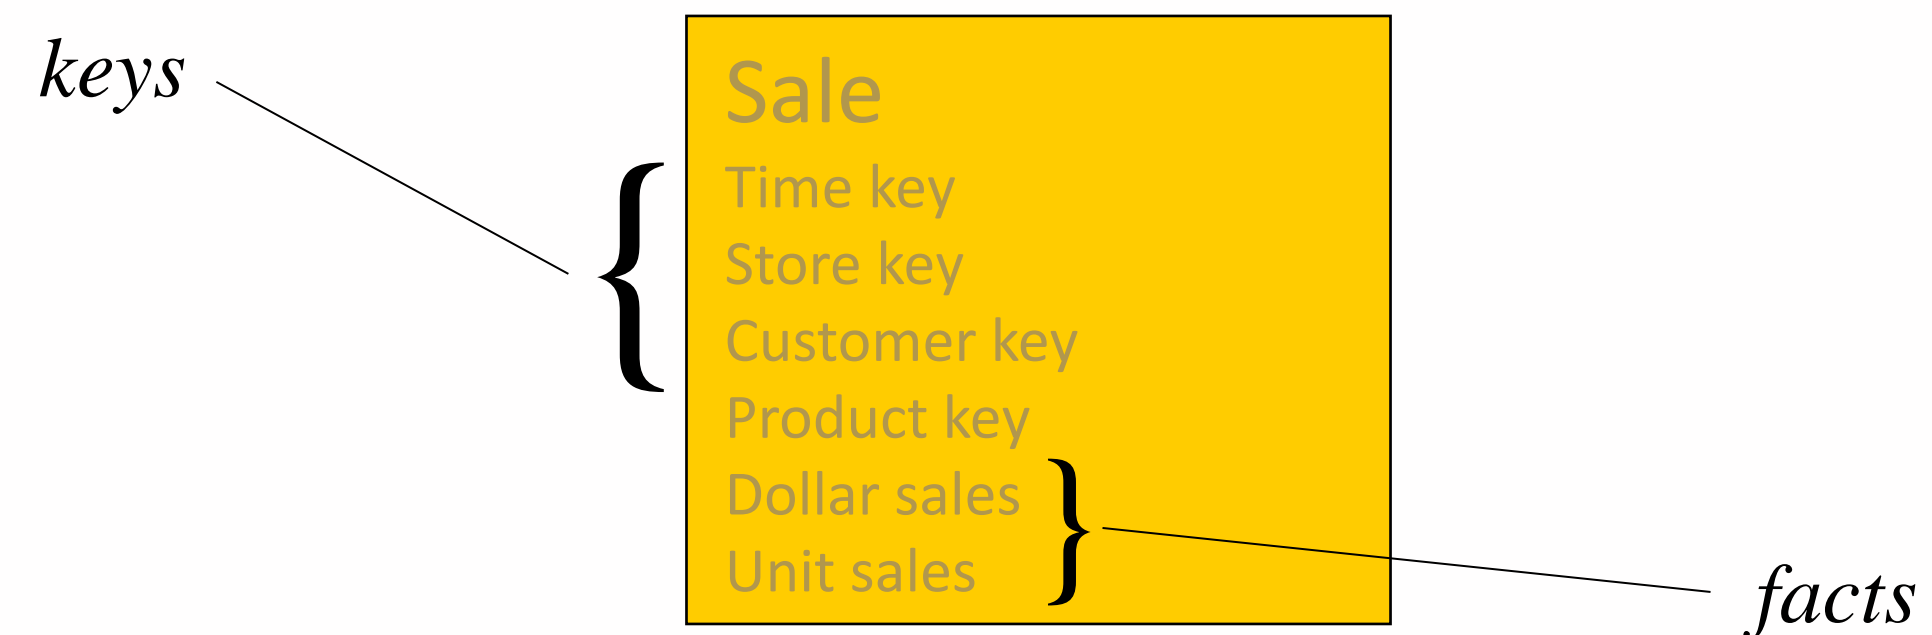 keys
Sale
Time key
Store key
Customer key
Product key
Dollar sales
Unit sales
facts